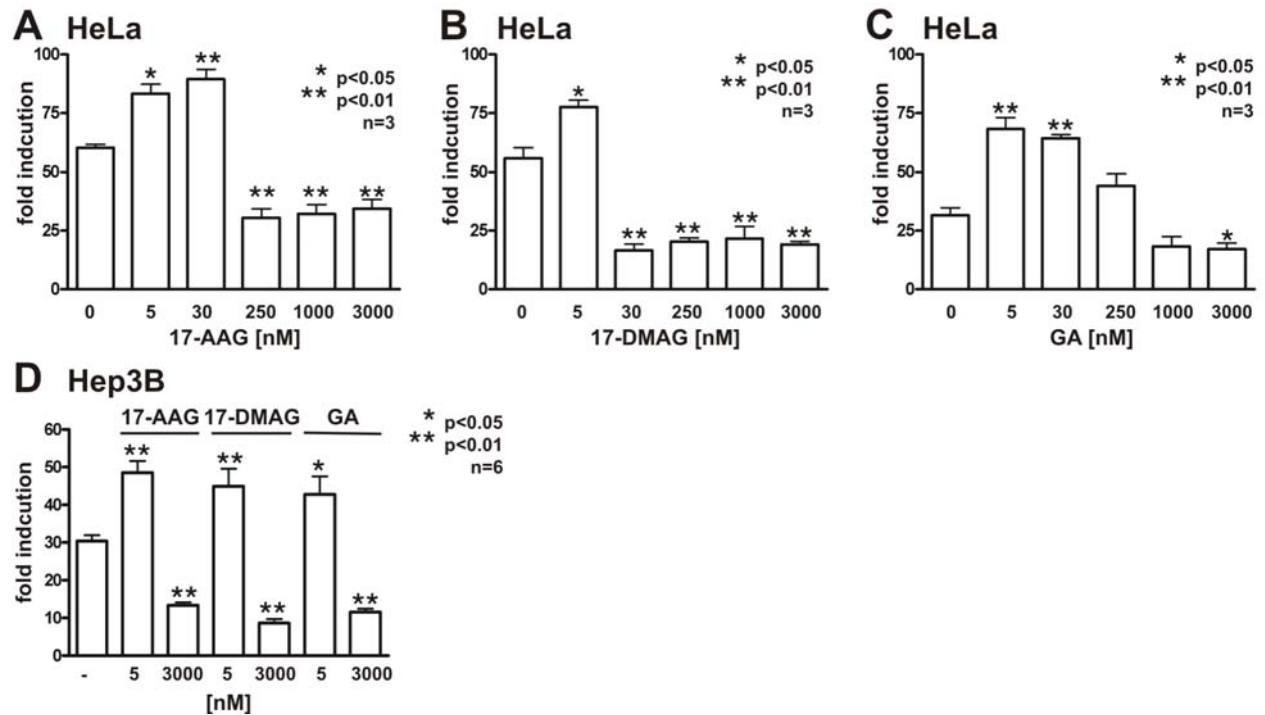 A HeLa
fold indcution
100
75
50
25
0
* **
** ** **
* p<0.05
** p<0.01
n=3
0 5 30 250 1000 3000
17-AAG [nM]
B HeLa
fold indcution
100
75
50
25
0
*
** ** ** **
* p<0.05
** p<0.01
n=3
0 5 30 250 1000 3000
17-DMAG [nM]
C HeLa
fold indcution
100
75
50
25
0
** **
*
* p<0.05
** p<0.01
n=3
0 5 30 250 1000 3000
GA [nM]
D Hep3B
17-AAG 17-DMAG GA
fold indcution
60
50
40
30
20
10
0
** ** *
** ** **
* p<0.05
** p<0.01
n=6
- 5 3000 5 3000 5 3000
[nM]